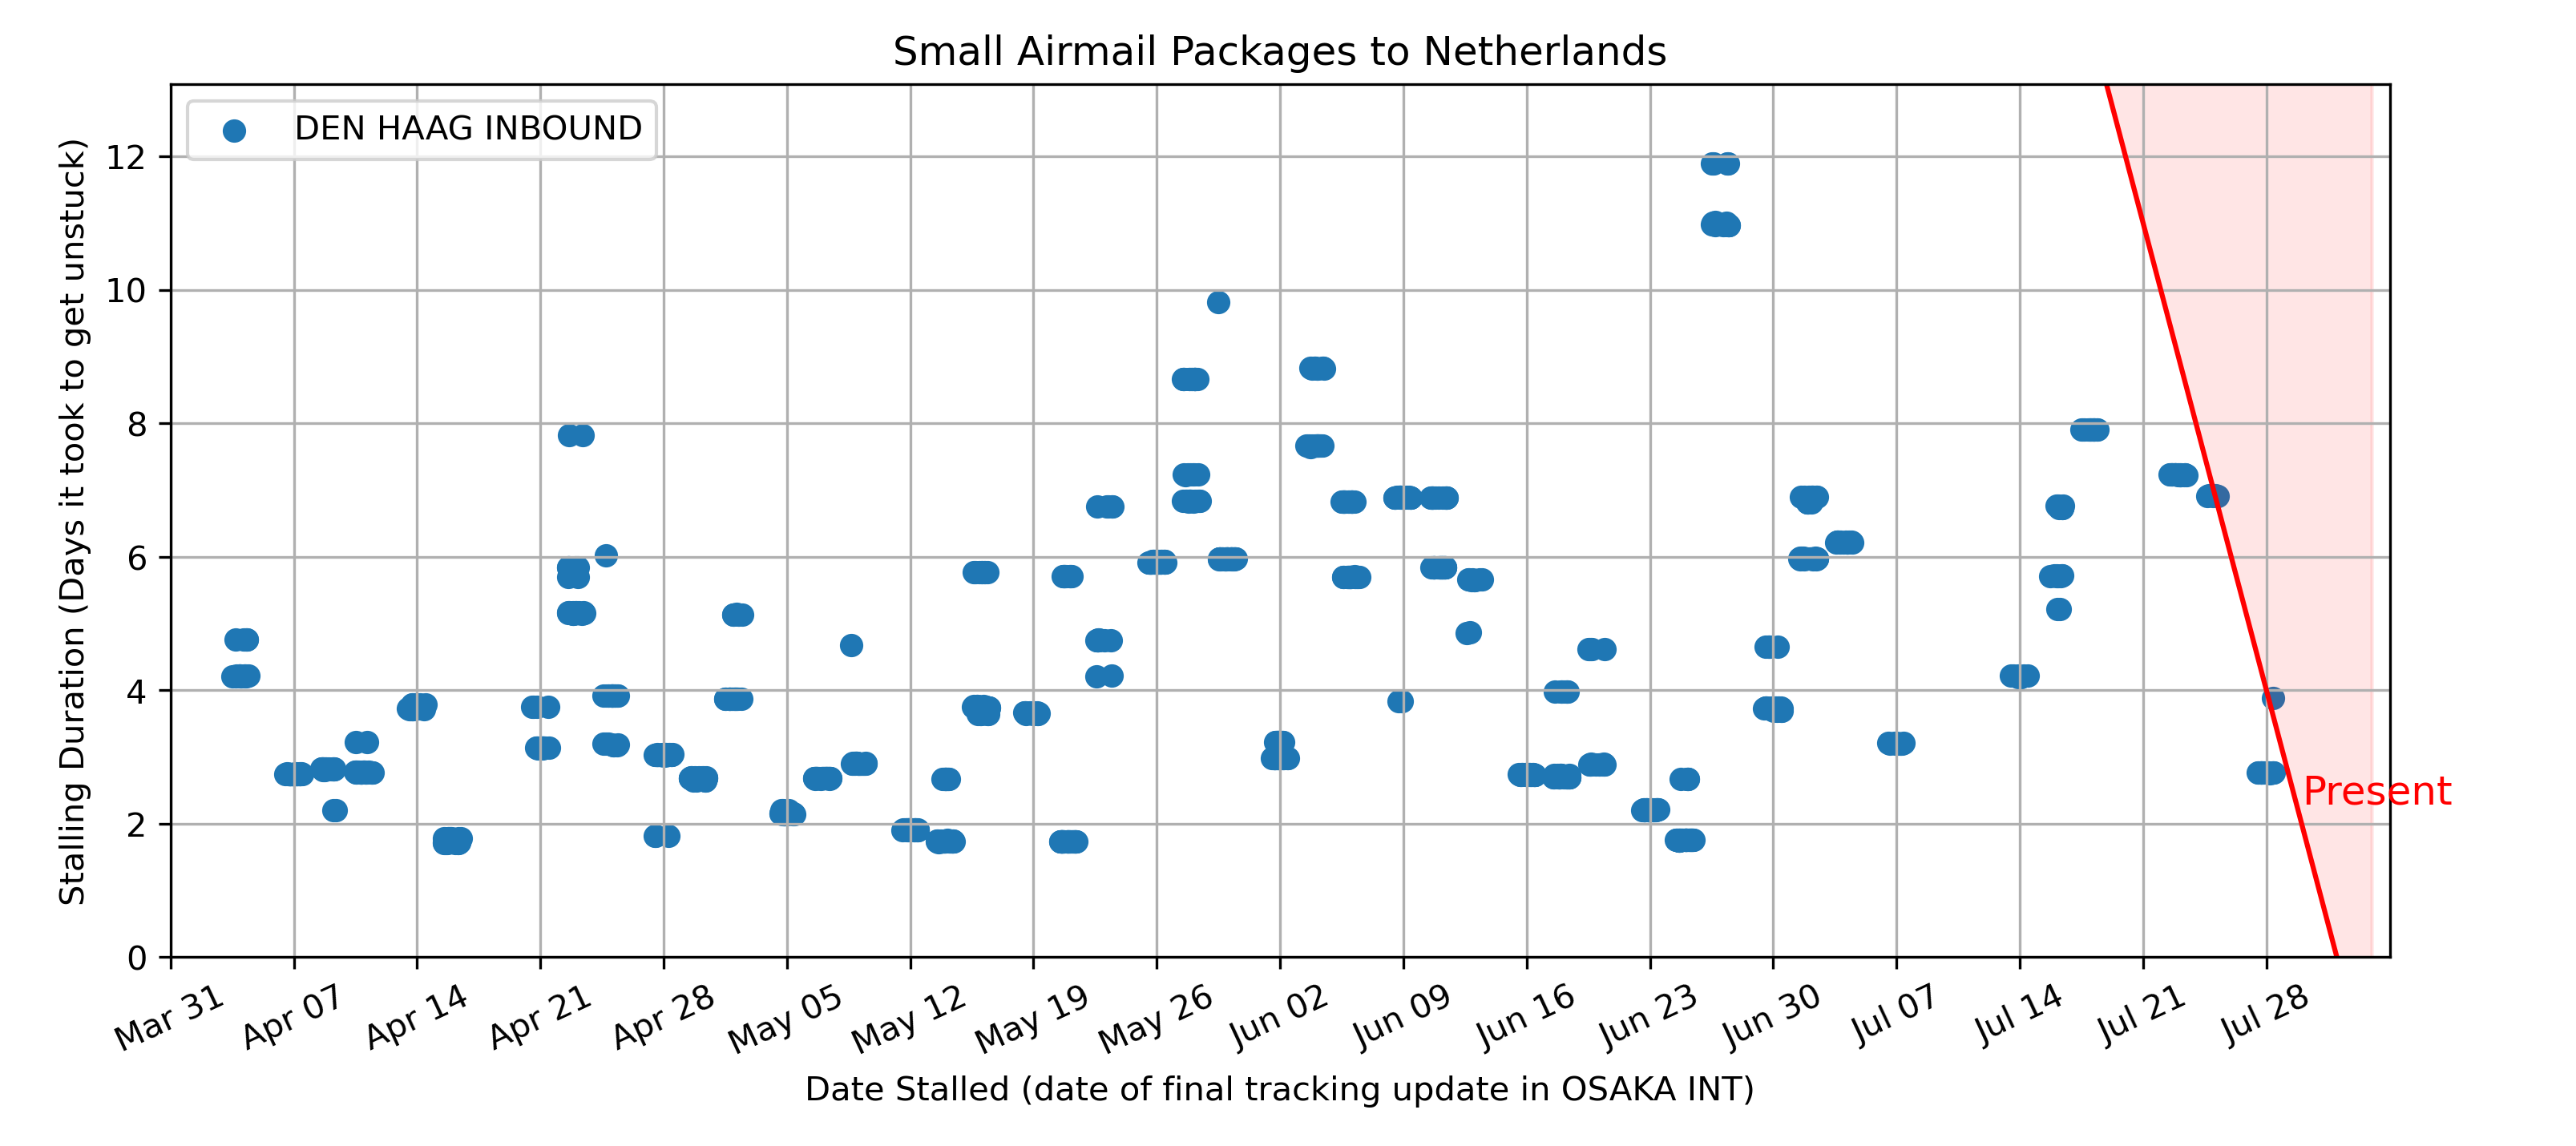 Small Airmail Packages to Netherlands
DEN HAAG INBOUND
Stalling Duration (Days it took to get unstuck)
12
10
8
6
4
2
0
Present
Mar 31
Apr 07
Apr 14
Apr 21
Apr 28
May 05
May 12
May 19
May 26
Jun 02
Jun 09
Jun 16
Jun 23
Jun 30
Jul 07
Jul 14
Jul 21
Jul 28
Date Stalled (date of final tracking update in OSAKA INT)